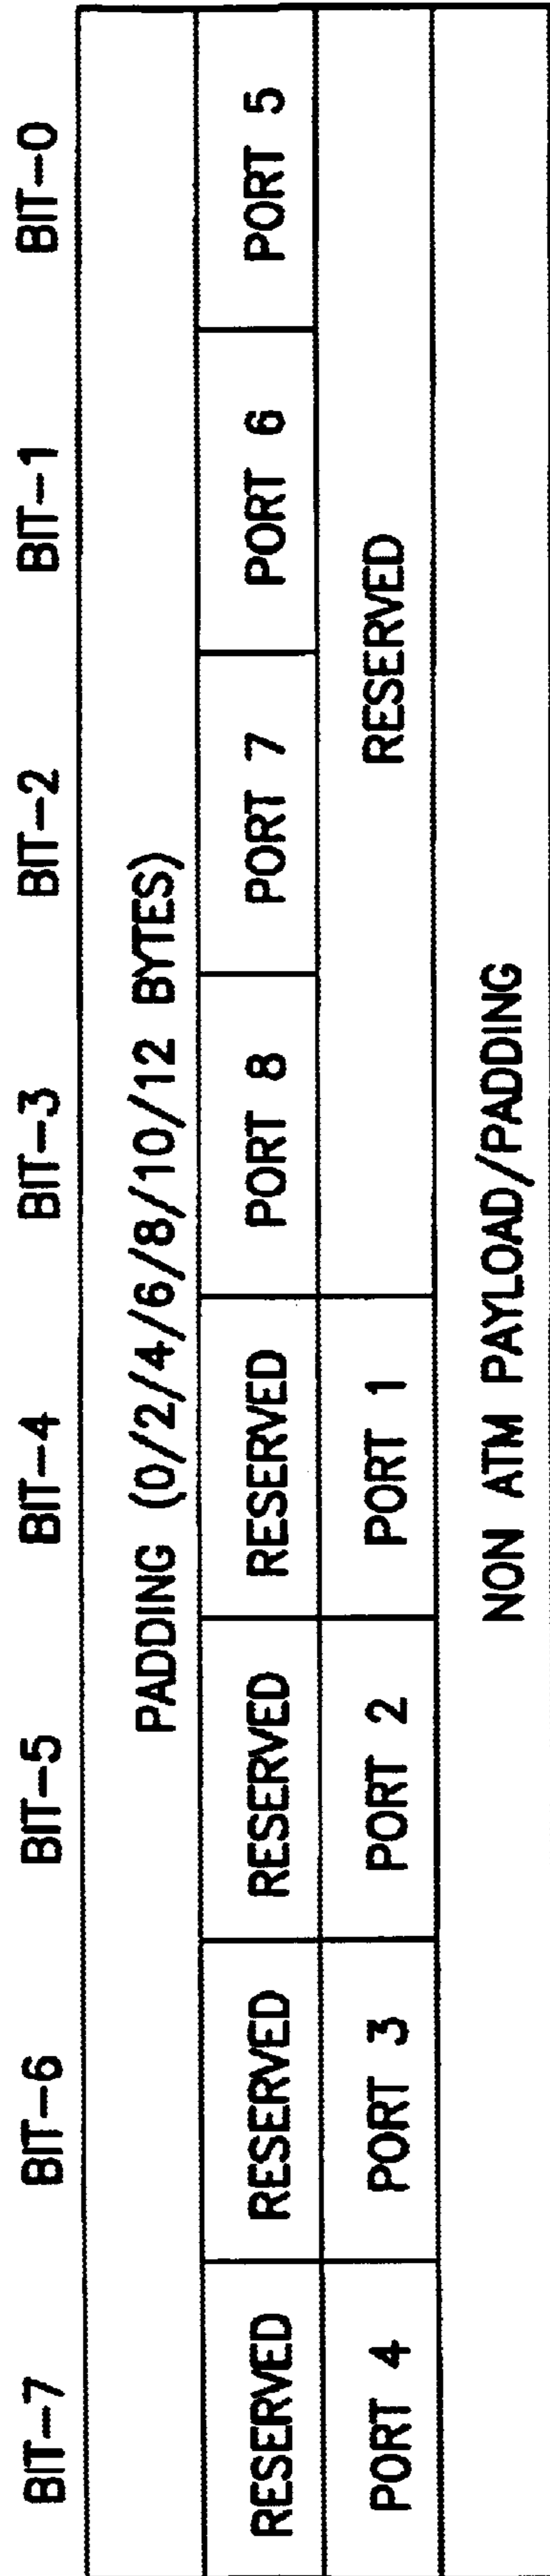 BIT-7 BIT-6 BIT-5 BIT-4 BIT-3 BIT-2 BIT-1 BIT-0
PADDING (0/2/4/6/8/10/12 BYTES)
RESERVED RESERVED RESERVED RESERVED PORT 8 PORT 7 PORT 6 PORT 5
PORT 4 PORT 3 PORT 2 PORT 1 RESERVED
NON ATM PAYLOAD/PADDING